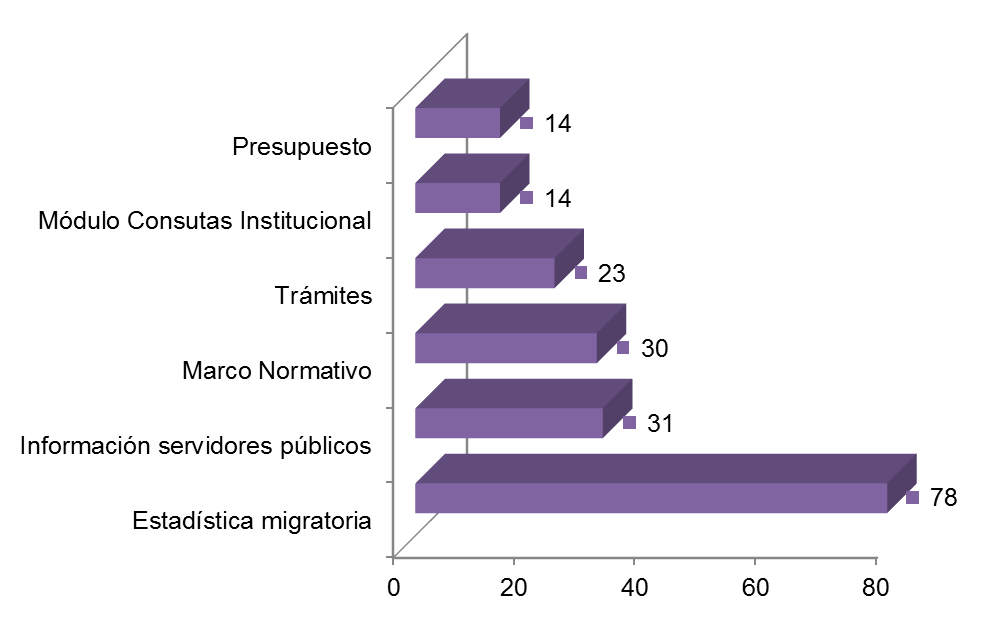 Presupuesto 14
Módulo Consutas Institucional 14
Trámites 23
Marco Normativo 30
Información servidores públicos 31
Estadística migratoria 78
0 20 40 60 80